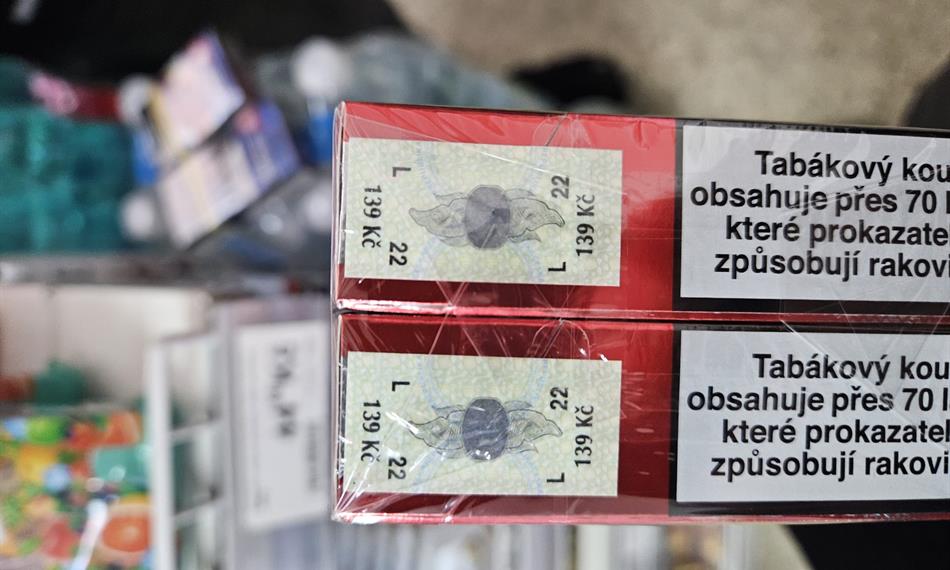 L 22
139 Kč
22 L
139 Kč
Tabákový kou
obsahuje přes 70 l
které prokazatel
způsobují rakovi
L 22
139 Kč
22 L
139 Kč
Tabákový kou
obsahuje přes 70 l
které prokazatel
způsobují rakovi